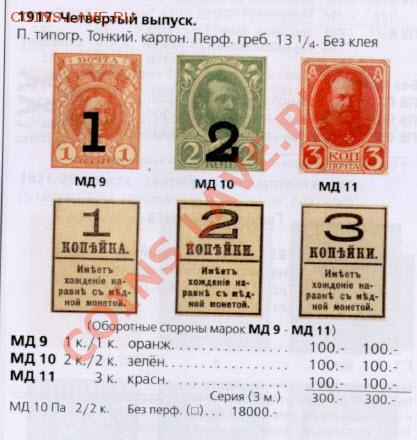 1917. Четвертый выпуск.
П. типогр. Тонкий. картон. Перф. греб. 13 1/4. Без клея
1
1 1
2
2 2
А А
3 КОП 3
ПОЧТА
МД 9 МД 10 МД 11
1 2 3
КОПѢЙКА. КОПѢЙКИ. КОПѢЙКИ.
Имѣетъ Имѣетъ Имѣетъ
хожденіе на- хожденіе на- хожденіе на-
равнѣ съ мѣд- равнѣ съ мѣд- равнѣ съ мѣд-
ной монетой. ной монетой. ной монетой.
(Оборотные стороны марок МД 9 - МД 11)
МД 9 1 к./1 к. оранж. .............. 100.- 100.-
МД 10 2 к./2 к. зелён. .............. 100.- 100.-
МД 11 3 к. красн. .............. 100.- 100.-
Серия (3 м.) 300.- 300.-
МД 10 Па 2/2 к. Без перф. (□)... 18000.-
COINS.LAVE.RU